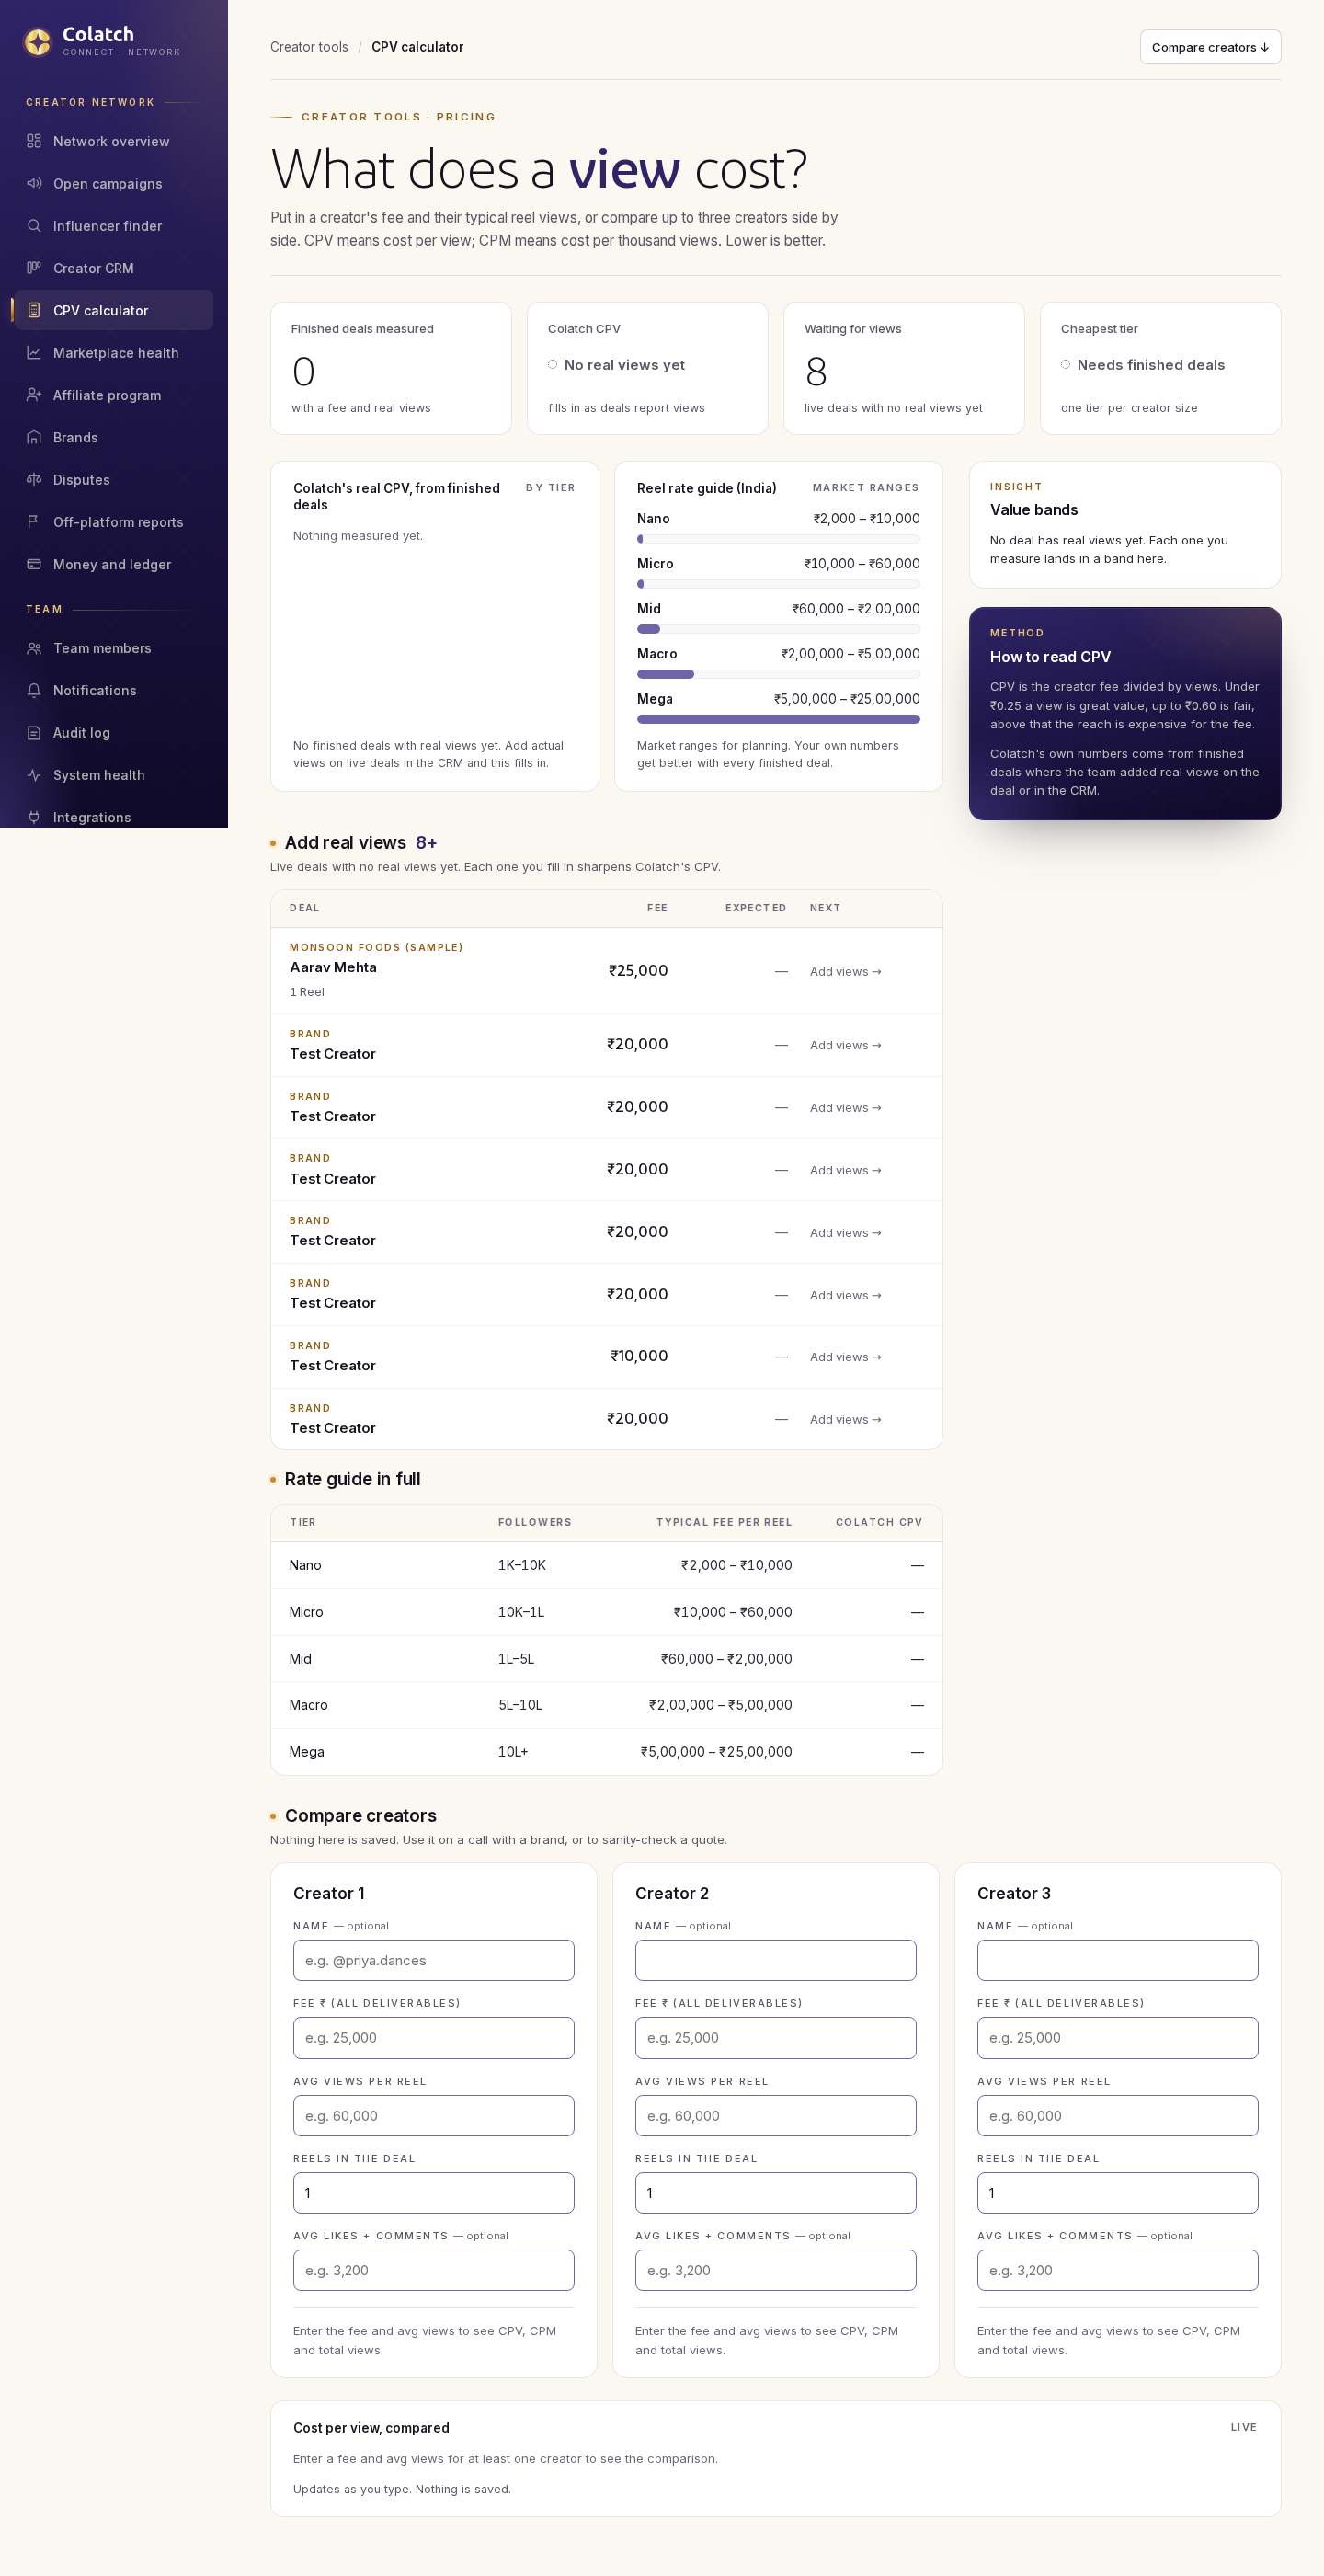 Colatch
CONNECT · NETWORK
CREATOR NETWORK
Network overview
Open campaigns
Influencer finder
Creator CRM
CPV calculator
Marketplace health
Affiliate program
Brands
Disputes
Off-platform reports
Money and ledger
TEAM
Team members
Notifications
Audit log
System health
Integrations
Creator tools / CPV calculator
Compare creators ↓
CREATOR TOOLS · PRICING
What does a view cost?
Put in a creator's fee and their typical reel views, or compare up to three creators side by
side. CPV means cost per view; CPM means cost per thousand views. Lower is better.
Finished deals measured
0
with a fee and real views
Colatch CPV
No real views yet
fills in as deals report views
Waiting for views
8
live deals with no real views yet
Cheapest tier
Needs finished deals
one tier per creator size
Colatch's real CPV, from finished
deals
BY TIER
Nothing measured yet.
No finished deals with real views yet. Add actual
views on live deals in the CRM and this fills in.
Reel rate guide (India)
MARKET RANGES
Nano ₹2,000 – ₹10,000
Micro ₹10,000 – ₹60,000
Mid ₹60,000 – ₹2,00,000
Macro ₹2,00,000 – ₹5,00,000
Mega ₹5,00,000 – ₹25,00,000
Market ranges for planning. Your own numbers
get better with every finished deal.
INSIGHT
Value bands
No deal has real views yet. Each one you
measure lands in a band here.
METHOD
How to read CPV
CPV is the creator fee divided by views. Under
₹0.25 a view is great value, up to ₹0.60 is fair,
above that the reach is expensive for the fee.
Colatch's own numbers come from finished
deals where the team added real views on the
deal or in the CRM.
Add real views 8+
Live deals with no real views yet. Each one you fill in sharpens Colatch's CPV.
DEAL FEE EXPECTED NEXT
MONSOON FOODS (SAMPLE)
Aarav Mehta
1 Reel
₹25,000 — Add views →
BRAND
Test Creator
₹20,000 — Add views →
BRAND
Test Creator
₹20,000 — Add views →
BRAND
Test Creator
₹20,000 — Add views →
BRAND
Test Creator
₹20,000 — Add views →
BRAND
Test Creator
₹20,000 — Add views →
BRAND
Test Creator
₹10,000 — Add views →
BRAND
Test Creator
₹20,000 — Add views →
Rate guide in full
TIER FOLLOWERS TYPICAL FEE PER REEL COLATCH CPV
Nano 1K–10K ₹2,000 – ₹10,000 —
Micro 10K–1L ₹10,000 – ₹60,000 —
Mid 1L–5L ₹60,000 – ₹2,00,000 —
Macro 5L–10L ₹2,00,000 – ₹5,00,000 —
Mega 10L+ ₹5,00,000 – ₹25,00,000 —
Compare creators
Nothing here is saved. Use it on a call with a brand, or to sanity-check a quote.
Creator 1
NAME — optional
e.g. @priya.dances
FEE ₹ (ALL DELIVERABLES)
e.g. 25,000
AVG VIEWS PER REEL
e.g. 60,000
REELS IN THE DEAL
1
AVG LIKES + COMMENTS — optional
e.g. 3,200
Enter the fee and avg views to see CPV, CPM
and total views.
Creator 2
NAME — optional
FEE ₹ (ALL DELIVERABLES)
e.g. 25,000
AVG VIEWS PER REEL
e.g. 60,000
REELS IN THE DEAL
1
AVG LIKES + COMMENTS — optional
e.g. 3,200
Enter the fee and avg views to see CPV, CPM
and total views.
Creator 3
NAME — optional
FEE ₹ (ALL DELIVERABLES)
e.g. 25,000
AVG VIEWS PER REEL
e.g. 60,000
REELS IN THE DEAL
1
AVG LIKES + COMMENTS — optional
e.g. 3,200
Enter the fee and avg views to see CPV, CPM
and total views.
Cost per view, compared
LIVE
Enter a fee and avg views for at least one creator to see the comparison.
Updates as you type. Nothing is saved.